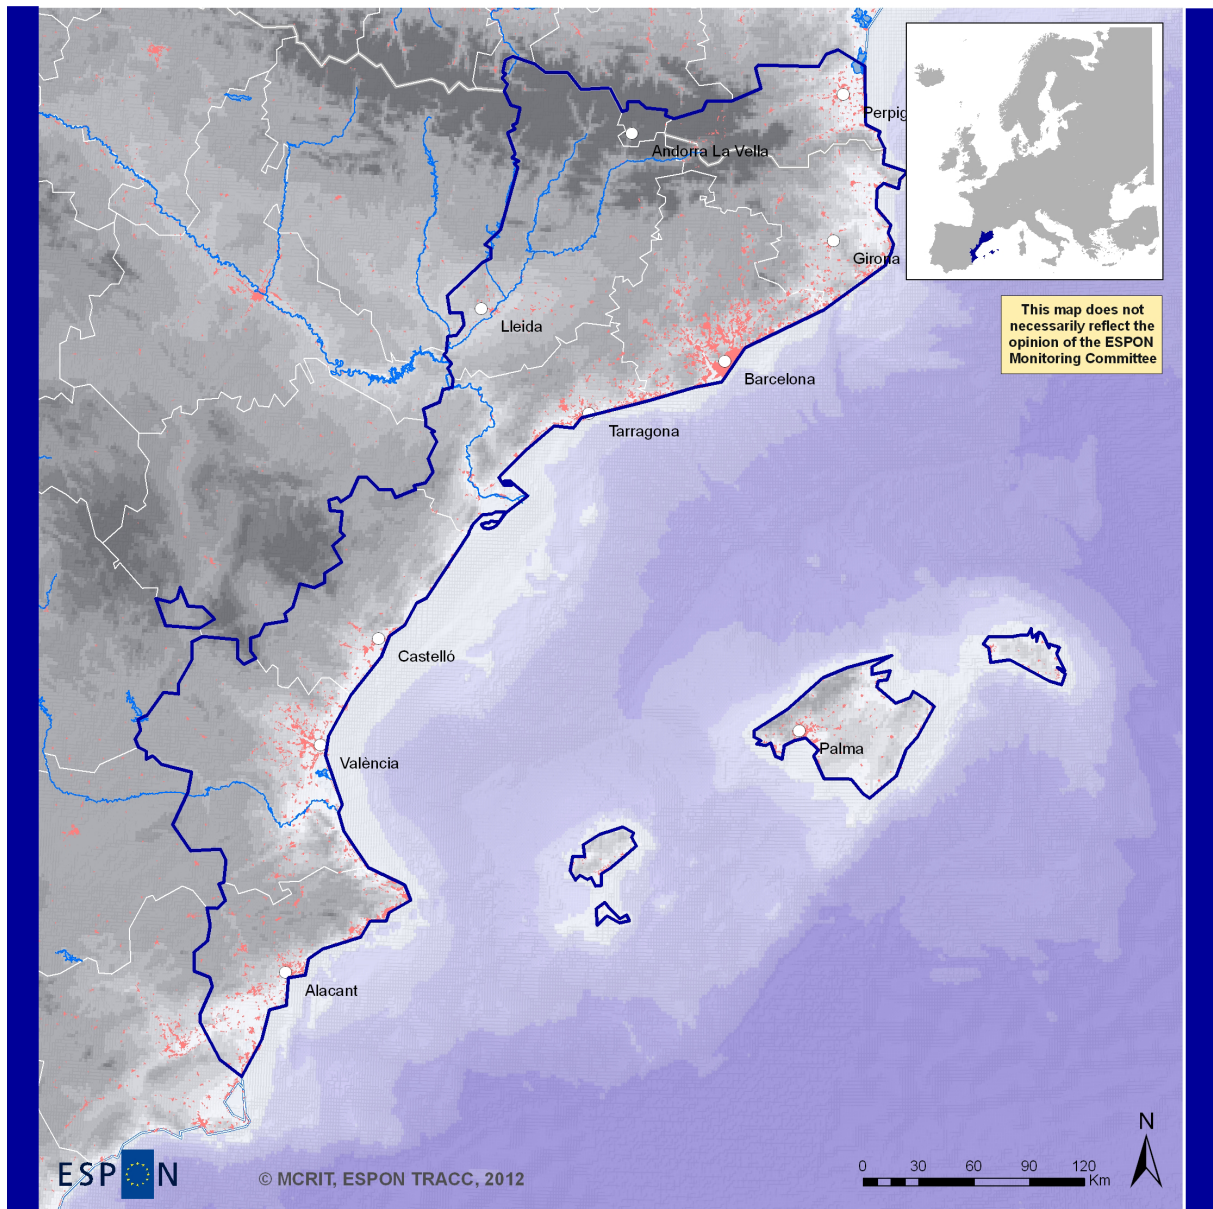 Perpig
Andorra La Vella
Girona
This map does not
necessarily reflect the
opinion of the ESPON
Monitoring Committee
Lleida
Barcelona
Tarragona
Castelló
Palma
València
Alacant
N
ESPON
© MCRIT, ESPON TRACC, 2012
0 30 60 90 120
Km